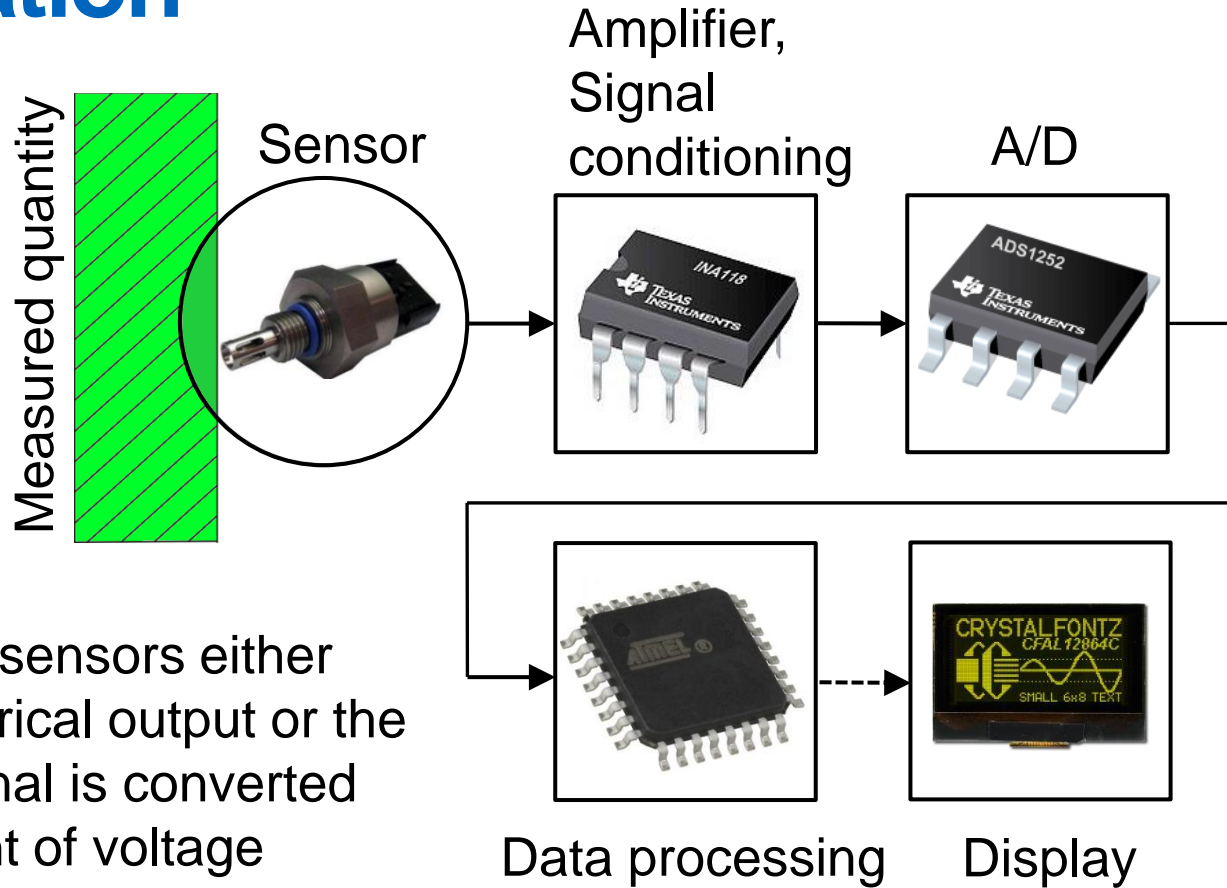 ation
Measured quantity
Sensor
Amplifier,
Signal
conditioning
A/D
INA118
TEXAS
INSTRUMENTS
ADS1252
TEXAS
INSTRUMENTS
ATMEL ®
CRYSTALFONTZ
CFAL12864C
SMALL 6x8 TEXT
sensors either
rical output or the
nal is converted
t of voltage
Data processing
Display